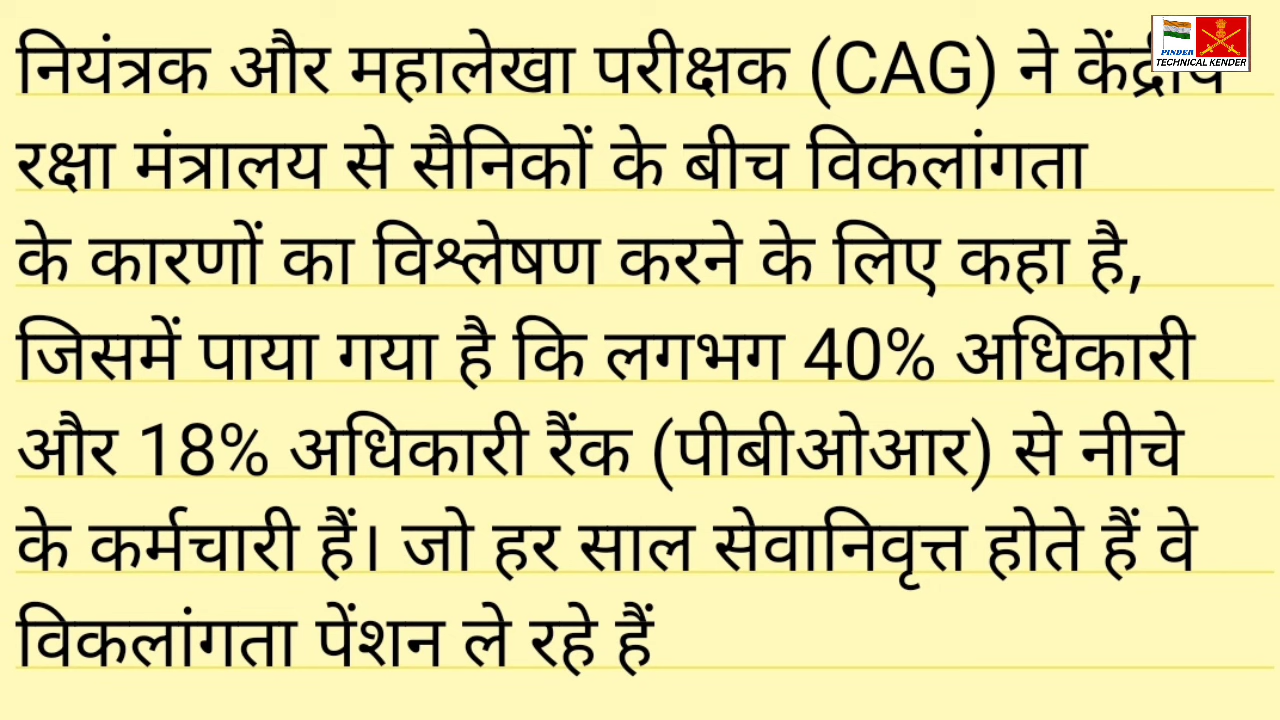 नियंत्रक और महालेखा परीक्षक (CAG) ने केंद्रीय
रक्षा मंत्रालय से सैनिकों के बीच विकलांगता
के कारणों का विश्लेषण करने के लिए कहा है,
जिसमें पाया गया है कि लगभग 40% अधिकारी
और 18% अधिकारी रैंक (पीबीओआर) से नीचे
के कर्मचारी हैं। जो हर साल सेवानिवृत्त होते हैं वे
विकलांगता पेंशन ले रहे हैं
PINDER
TECHNICAL KENDER